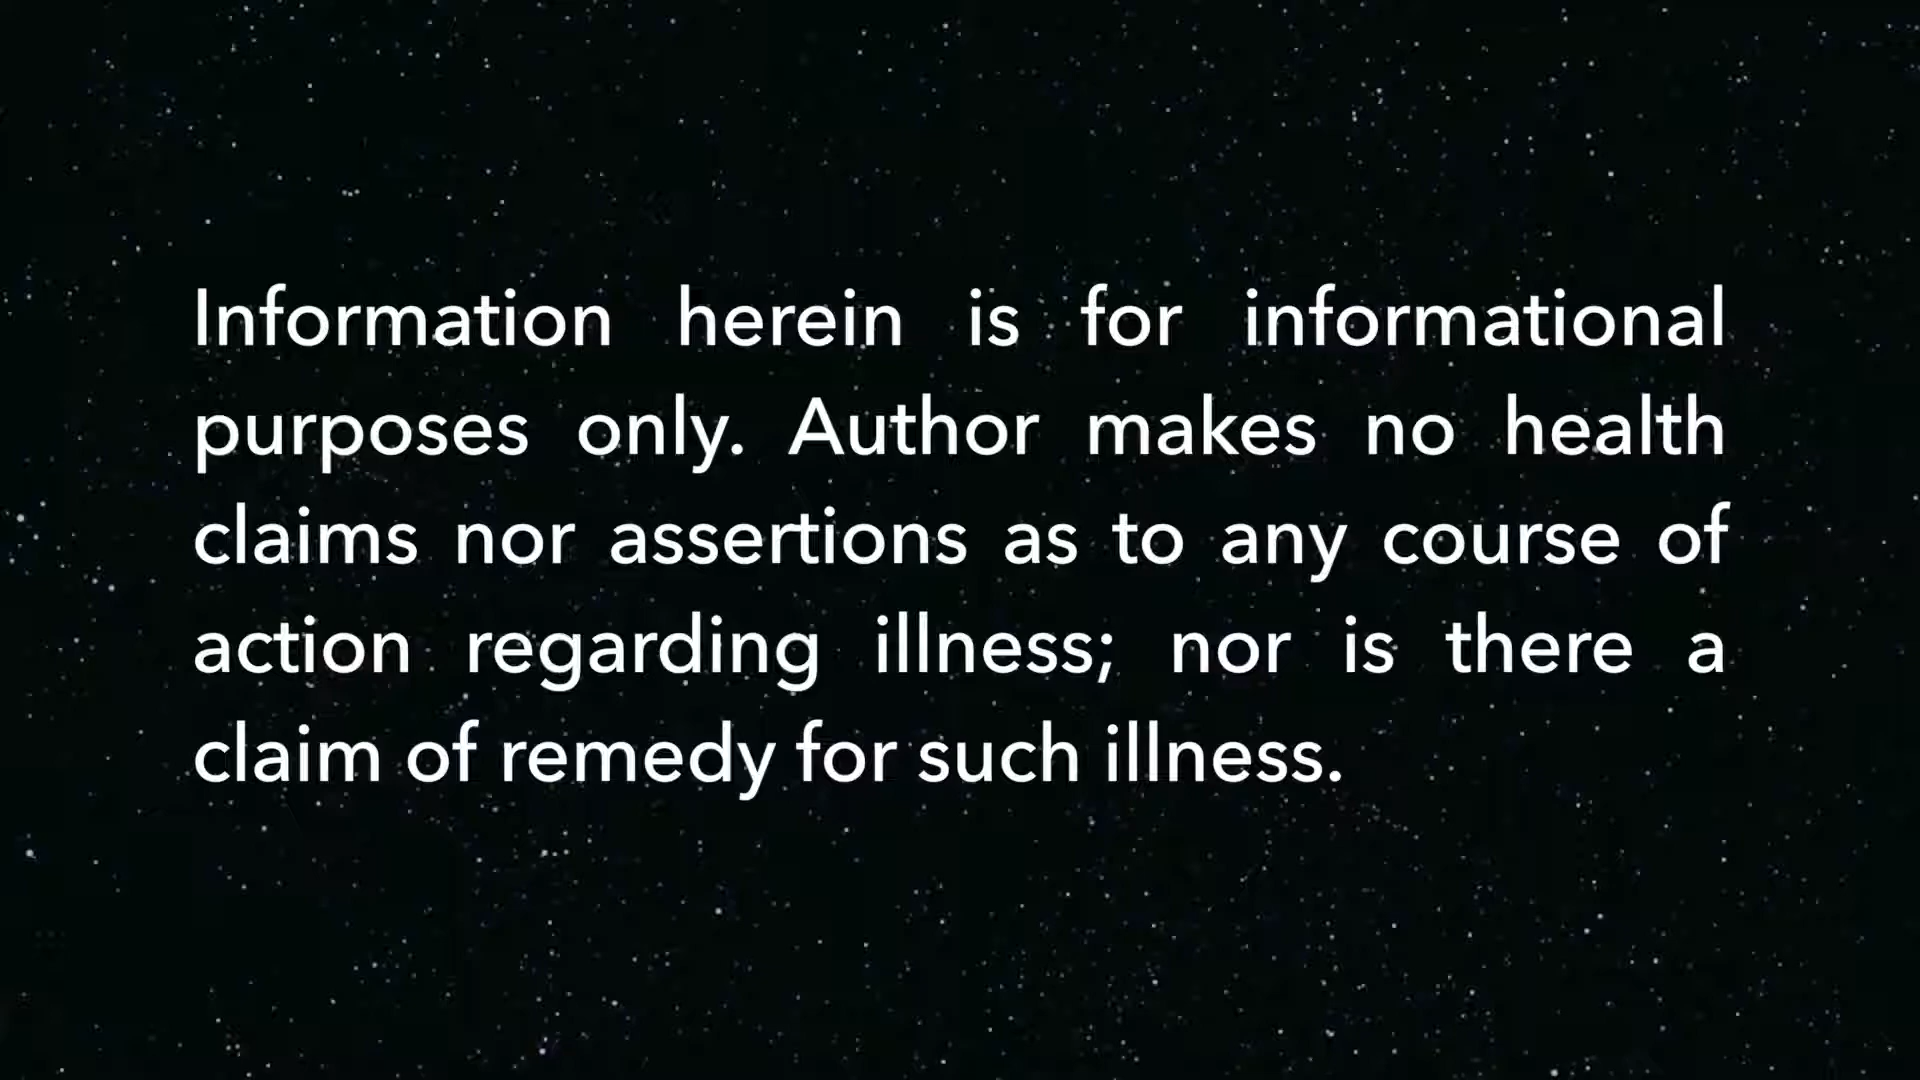 Information herein is for informational
purposes only. Author makes no health
claims nor assertions as to any course of
action regarding illness; nor is there a
claim of remedy for such illness.